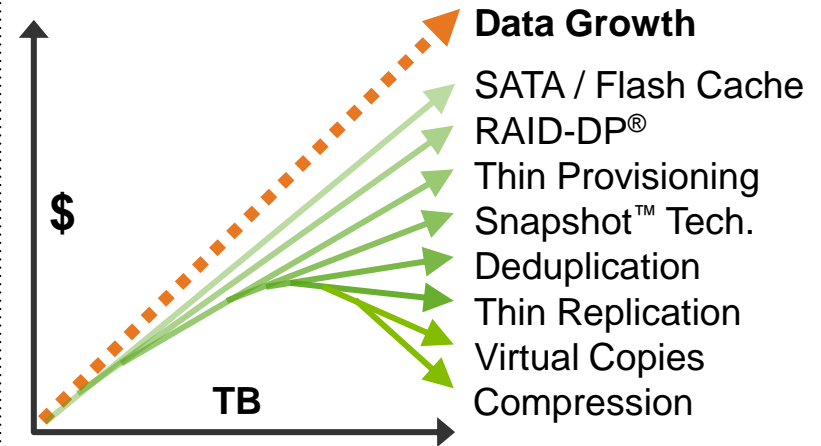 Data Growth
SATA / Flash Cache
RAID-DP®
Thin Provisioning
$
Snapshot™ Tech.
Deduplication
Thin Replication
Virtual Copies
TB
Compression